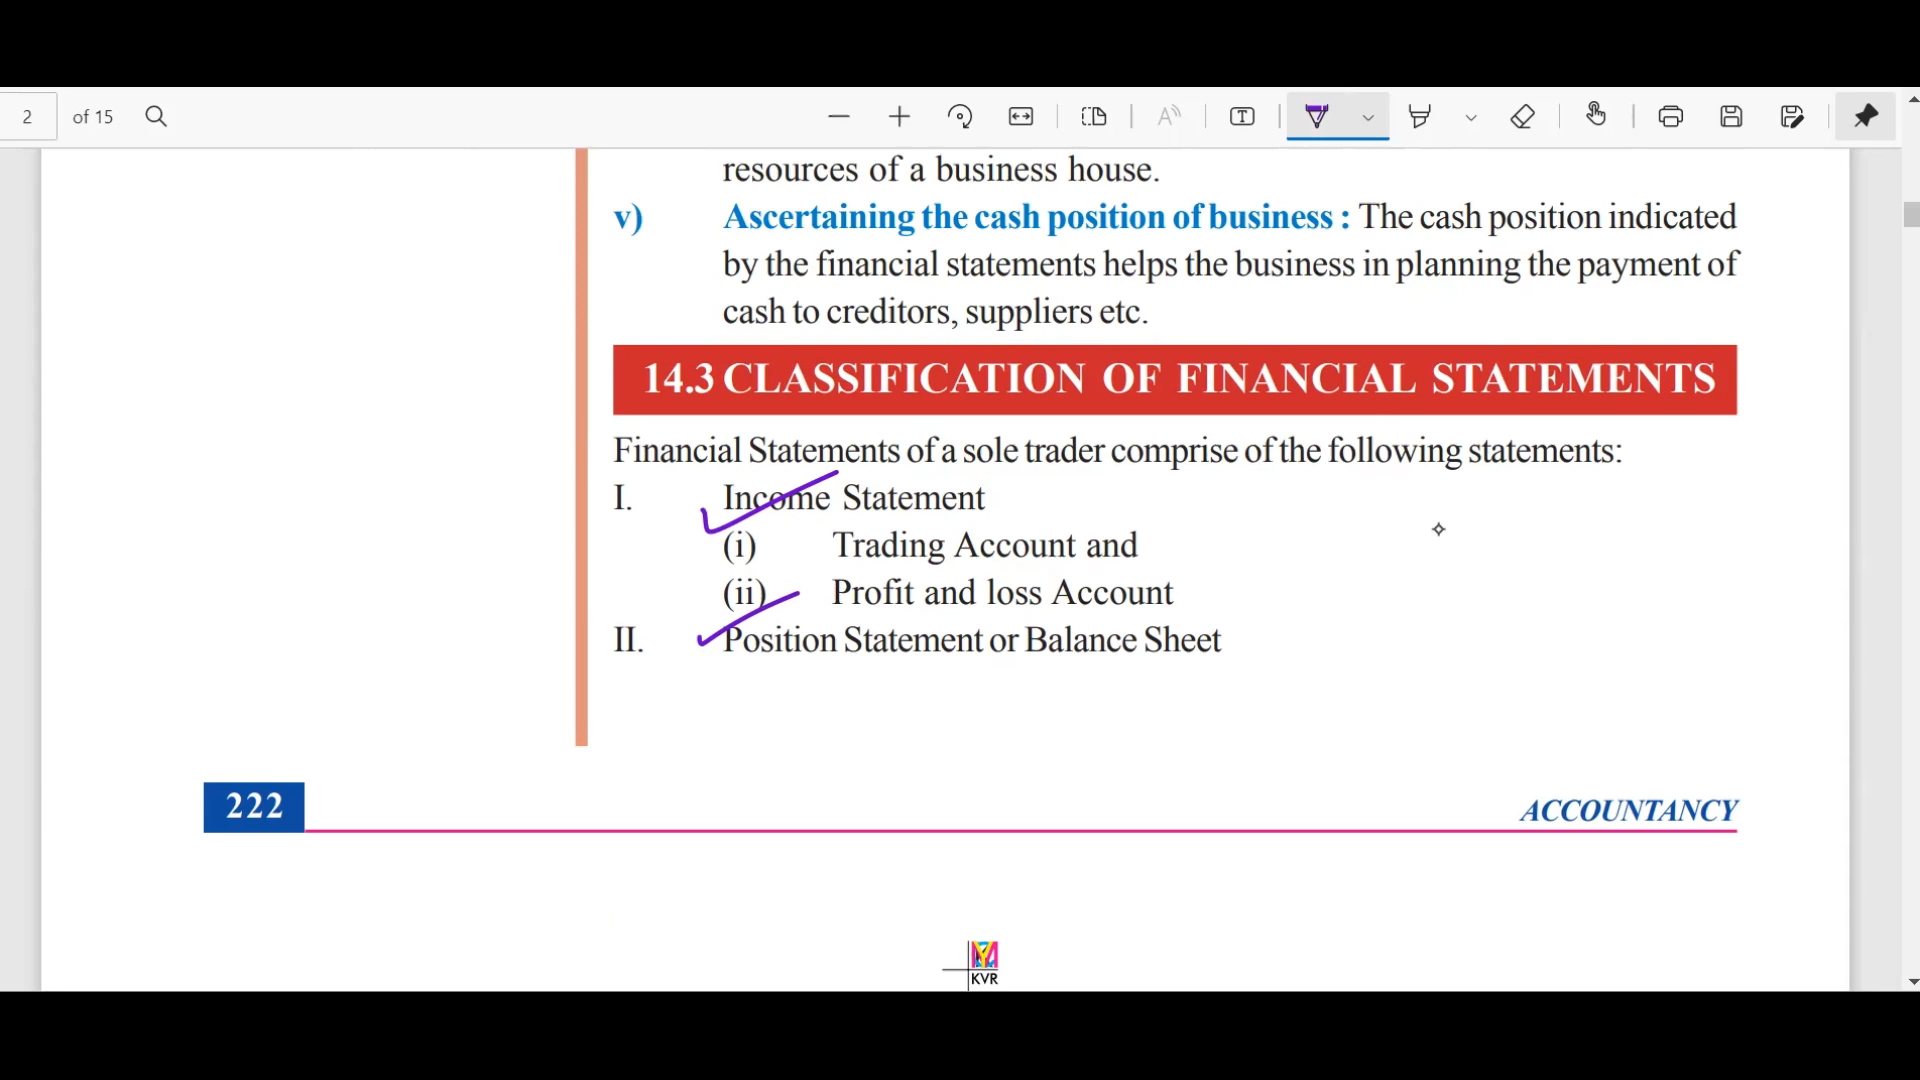 2 of 15
resources of a business house.
v) Ascertaining the cash position of business : The cash position indicated
by the financial statements helps the business in planning the payment of
cash to creditors, suppliers etc.
14.3 CLASSIFICATION OF FINANCIAL STATEMENTS
Financial Statements of a sole trader comprise of the following statements:
I. Income Statement
(i) Trading Account and
(ii) Profit and loss Account
II. Position Statement or Balance Sheet
222
ACCOUNTANCY
KVR